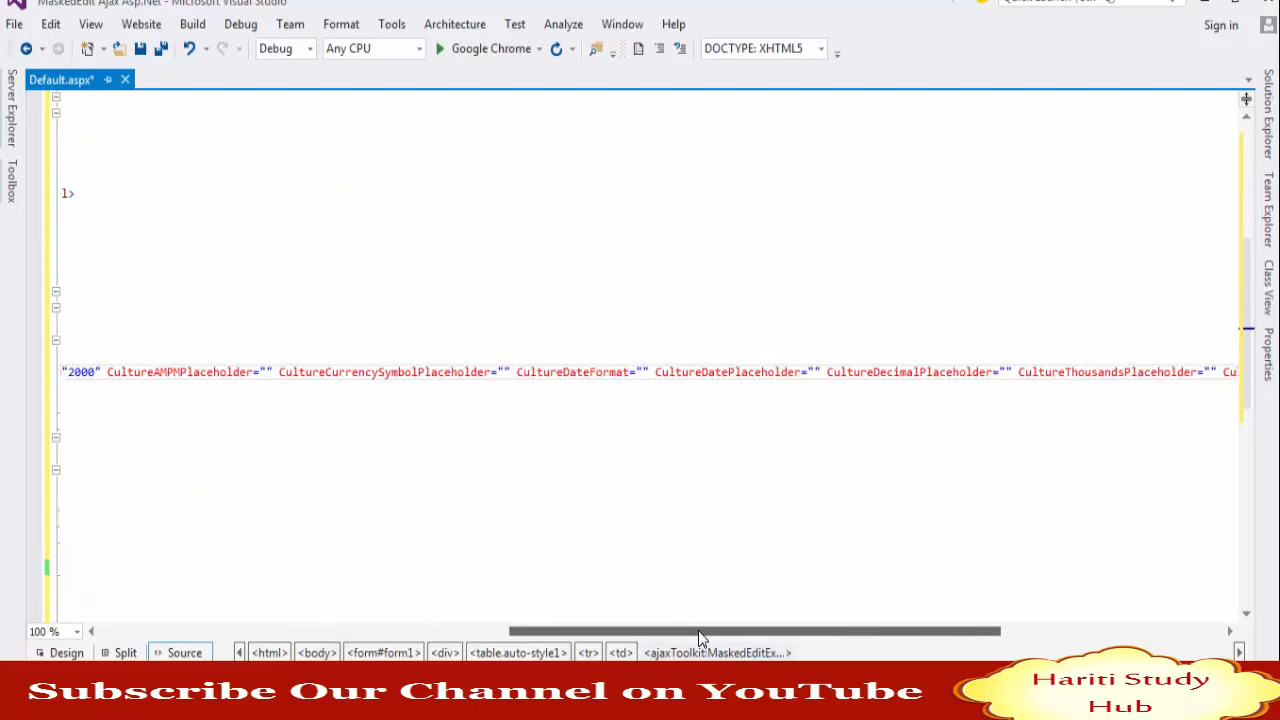 MaskedEdit Ajax Asp.Net - Microsoft Visual Studio
File Edit View Website Build Debug Team Format Tools Architecture Test Analyze Window Help Sign in
Debug Any CPU Google Chrome DOCTYPE: XHTML5
Default.aspx*
Server Explorer
Toolbox
Solution Explorer
Team Explorer
Class View
Properties
l>
"2000" CultureAMPMPlaceholder="" CultureCurrencySymbolPlaceholder="" CultureDateFormat="" CultureDatePlaceholder="" CultureDecimalPlaceholder="" CultureThousandsPlaceholder="" Cu
100 %
Design Split Source <html> <body> <form#form1> <div> <table.auto-style1> <tr> <td> <ajaxToolkit:MaskedEditEx...>
Subscribe Our Channel on YouTube
Hariti Study
Hub